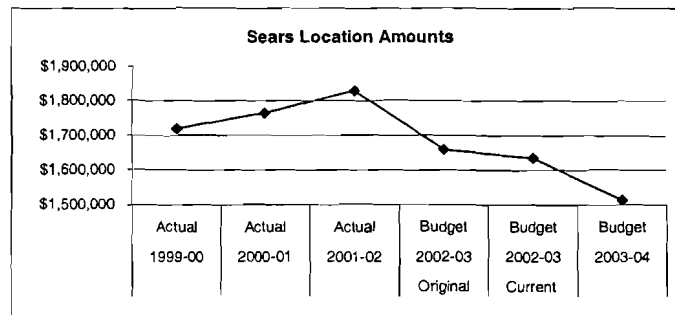 Sears Location Amounts
$1,900,000
$1,800,000
$1,700,000
$1,600,000
$1,500,000
Actual Actual Actual Budget Budget Budget
1999-00 2000-01 2001-02 2002-03 2002-03 2003-04
Original Current